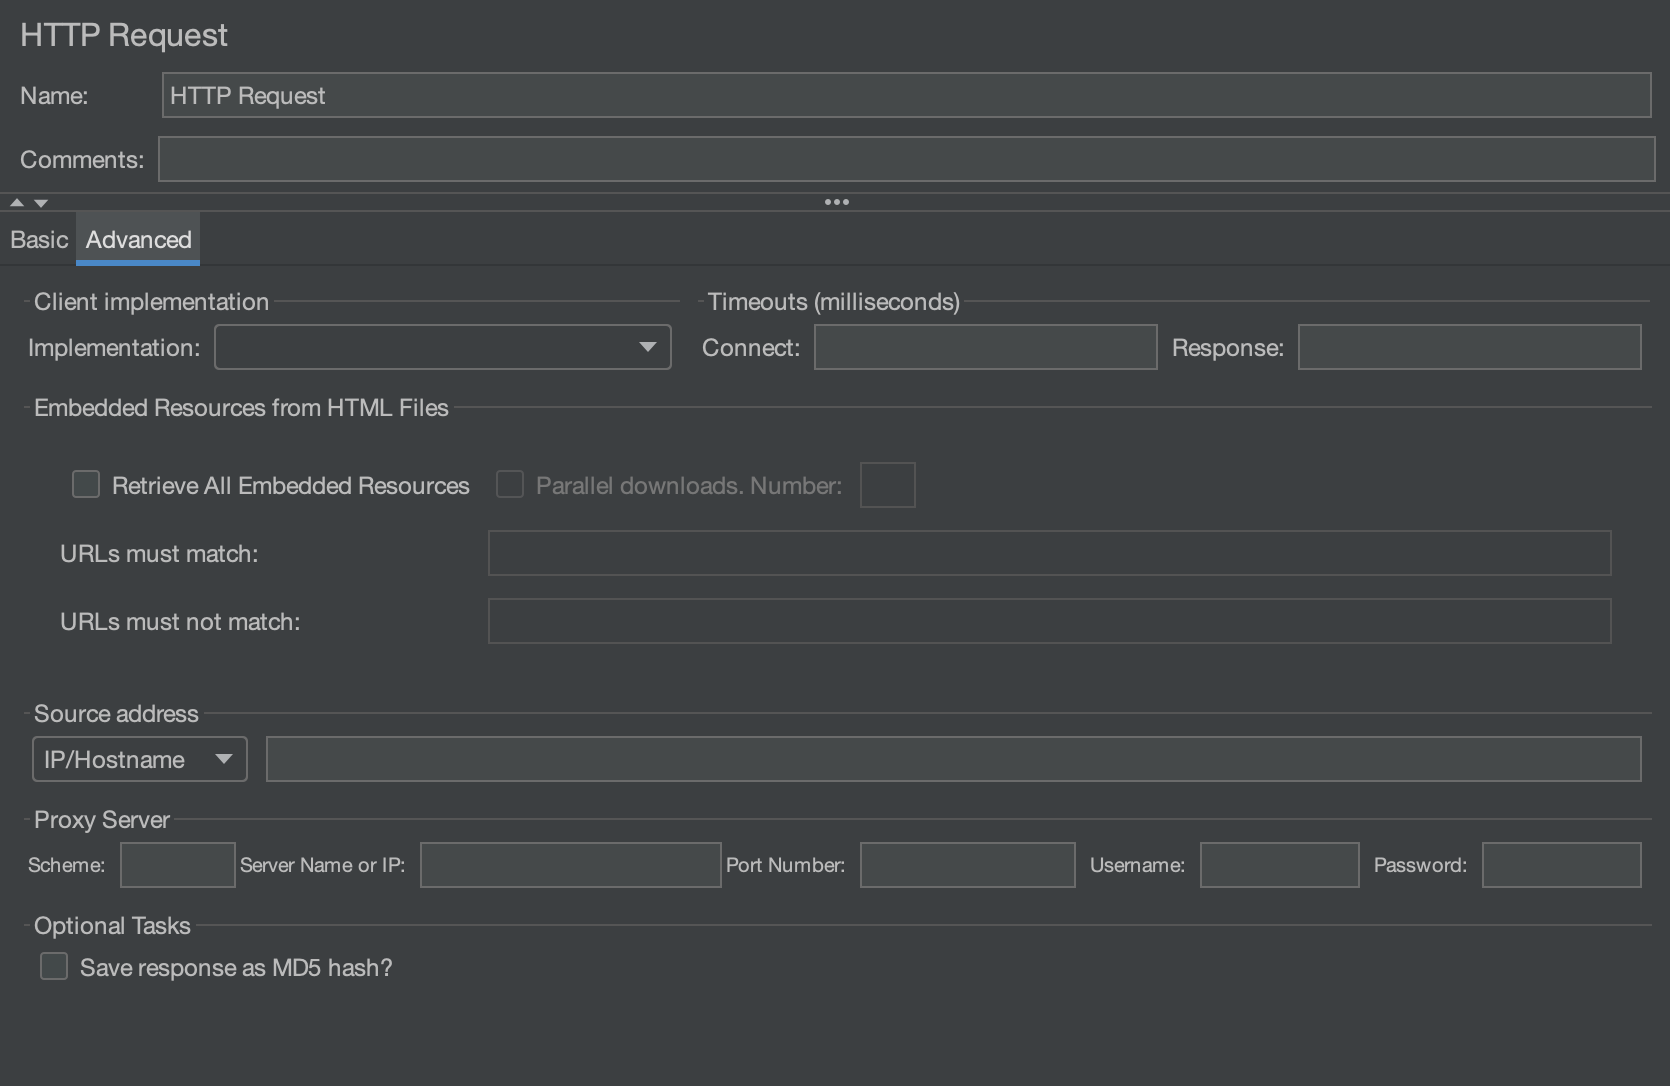 HTTP Request
Name: HTTP Request
Comments:
Basic Advanced
Client implementation Timeouts (milliseconds)
Implementation: Connect: Response:
Embedded Resources from HTML Files
Retrieve All Embedded Resources Parallel downloads. Number:
URLs must match:
URLs must not match:
Source address
IP/Hostname
Proxy Server
Scheme: Server Name or IP: Port Number: Username: Password:
Optional Tasks
Save response as MD5 hash?